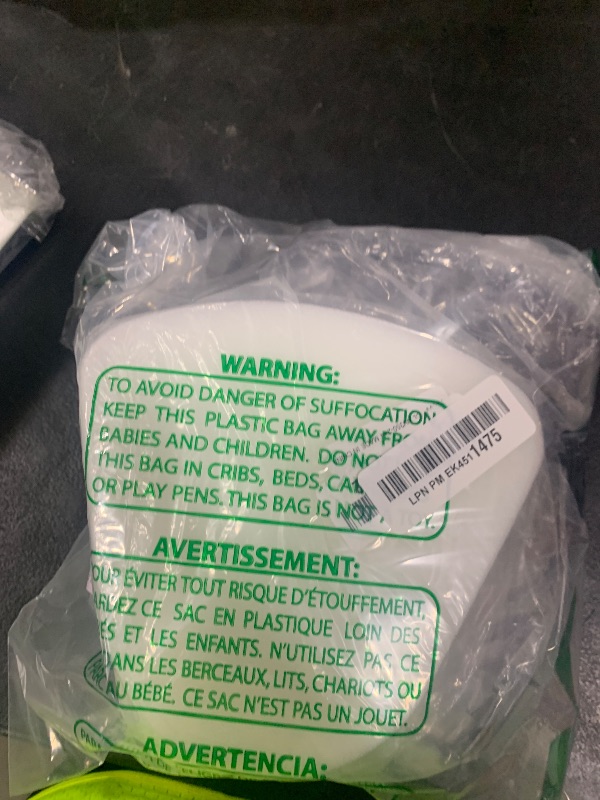 WARNING:
TO AVOID DANGER OF SUFFOCATION,
KEEP THIS PLASTIC BAG AWAY
BABIES AND CHILDREN. DO
THIS BAG IN CRIBS, BEDS,
OR PLAY PENS. THIS BAG IS
LPN PM EK4511475
AVERTISSEMENT:
ÉVITER TOUT RISQUE D'ÉTOUFFEMENT,
CE SAC EN PLASTIQUE LOIN DES
ET LES ENFANTS. N'UTILISEZ PAS CE
DANS LES BERCEAUX, LITS, CHARIOTS OU
AU BÉBÉ. CE SAC N'EST PAS UN JOUET.
ADVERTENCIA: